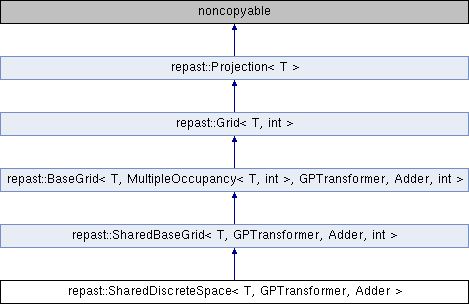 noncopyable
repast::Projection< T >
repast::Grid< T, int >
repast::BaseGrid< T, MultipleOccupancy< T, int >, GPTransformer, Adder, int >
repast::SharedBaseGrid< T, GPTransformer, Adder, int >
repast::SharedDiscreteSpace< T, GPTransformer, Adder >